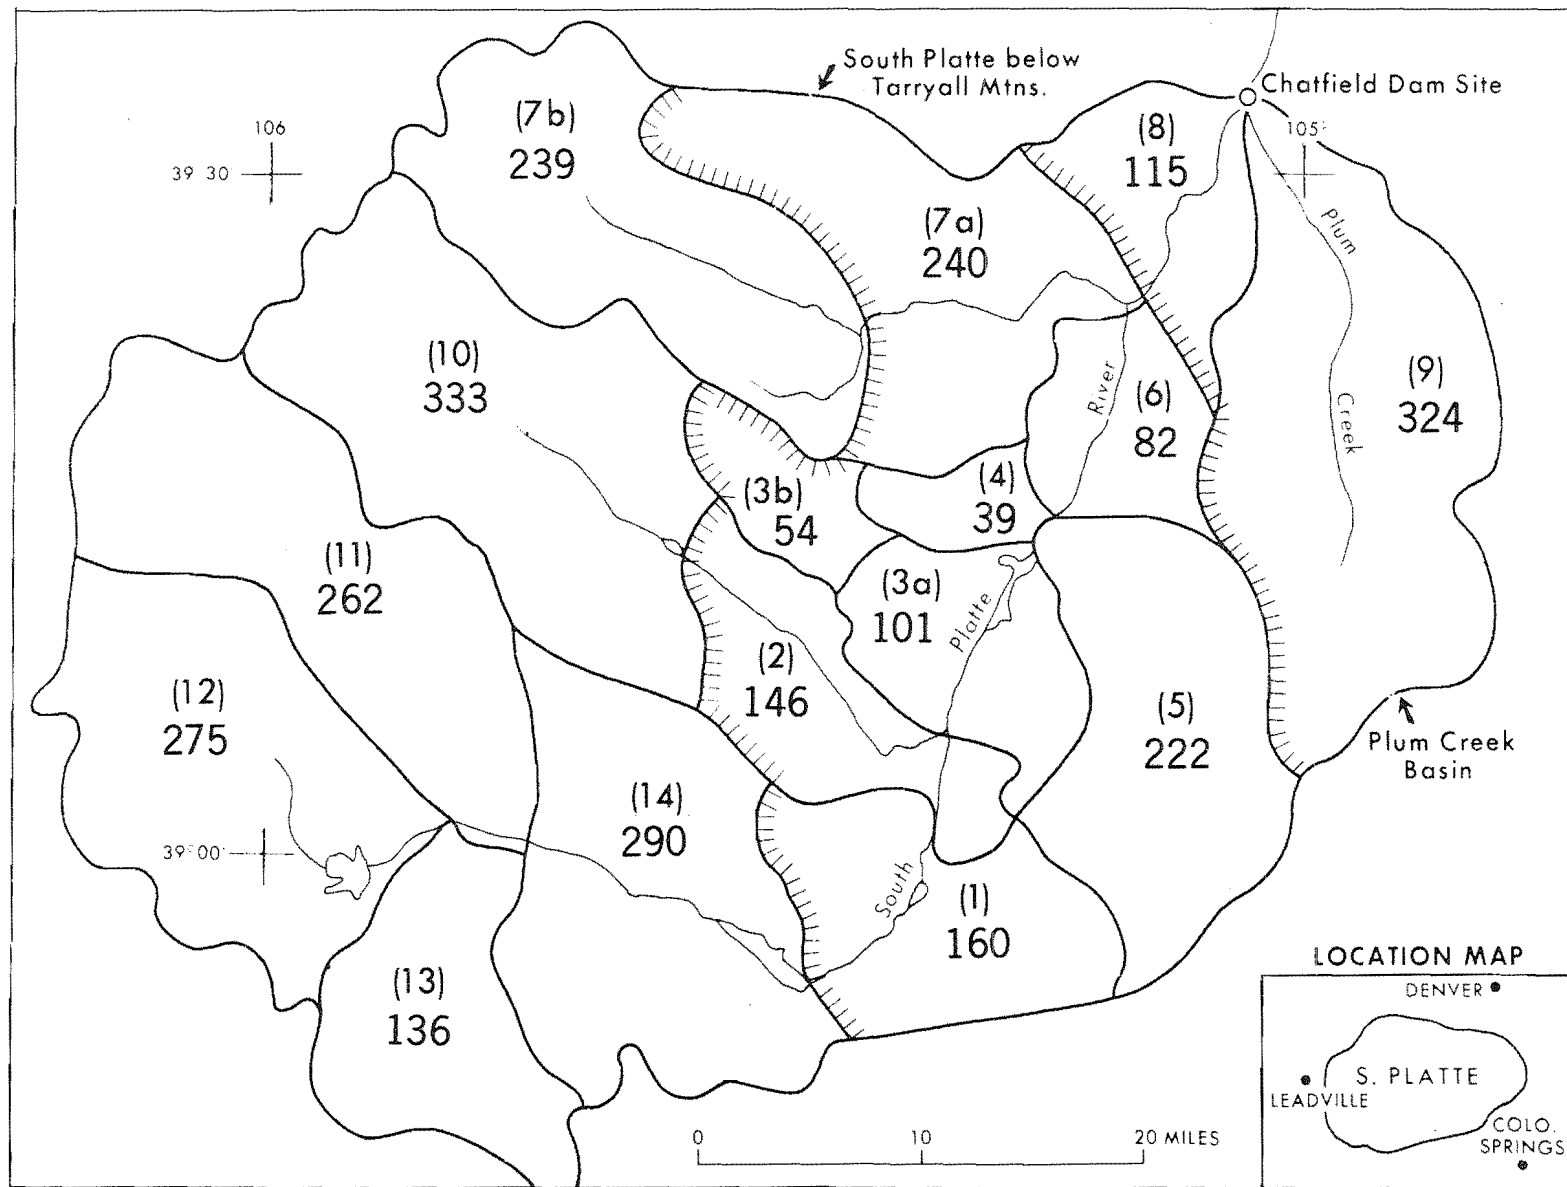 South Platte below
Tarryall Mtns.
Chatfield Dam Site
(7b)
239
106
39 30
(8)
115
105°
(7a)
240
Plum
Creek
(10)
333
River
(6)
82
(9)
324
(3b)
54
(4)
39
(11)
262
(3a)
101
Platte
(2)
146
(12)
275
(5)
222
Plum Creek
Basin
(14)
290
39°00'
South
(1)
160
(13)
136
LOCATION MAP
DENVER
S. PLATTE
LEADVILLE
COLO.
SPRINGS
0 10 20 MILES